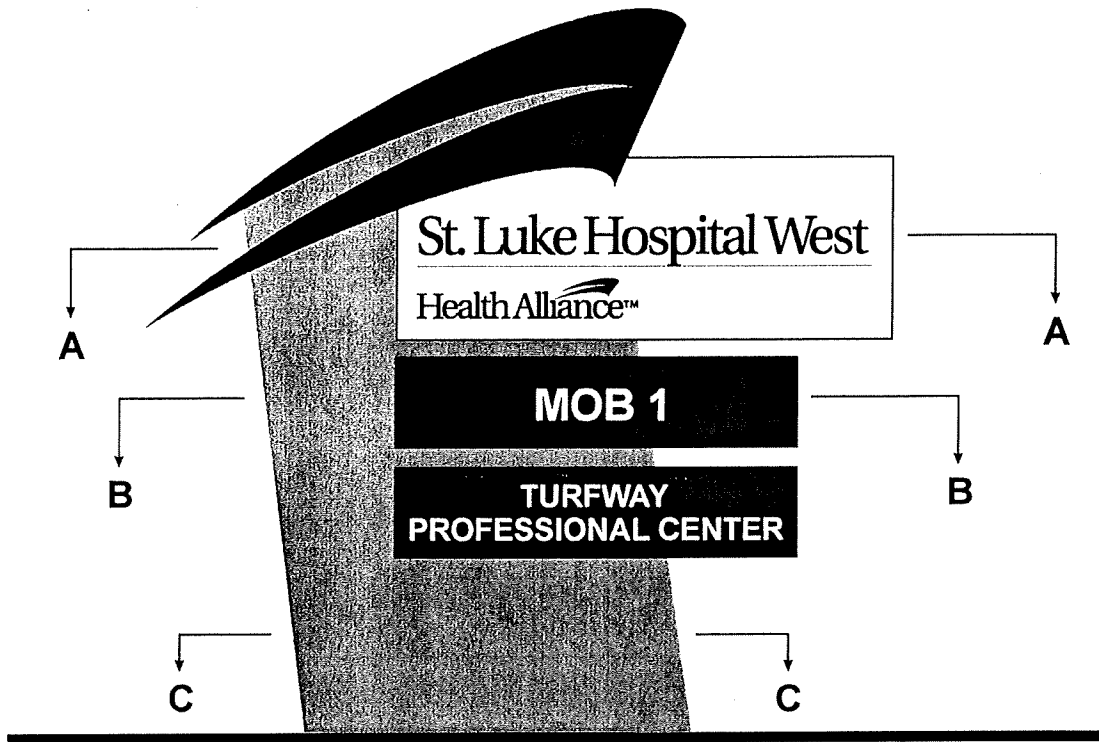 St. Luke Hospital West
Health Alliance™
A A
MOB 1
B B
TURFWAY
PROFESSIONAL CENTER
C C